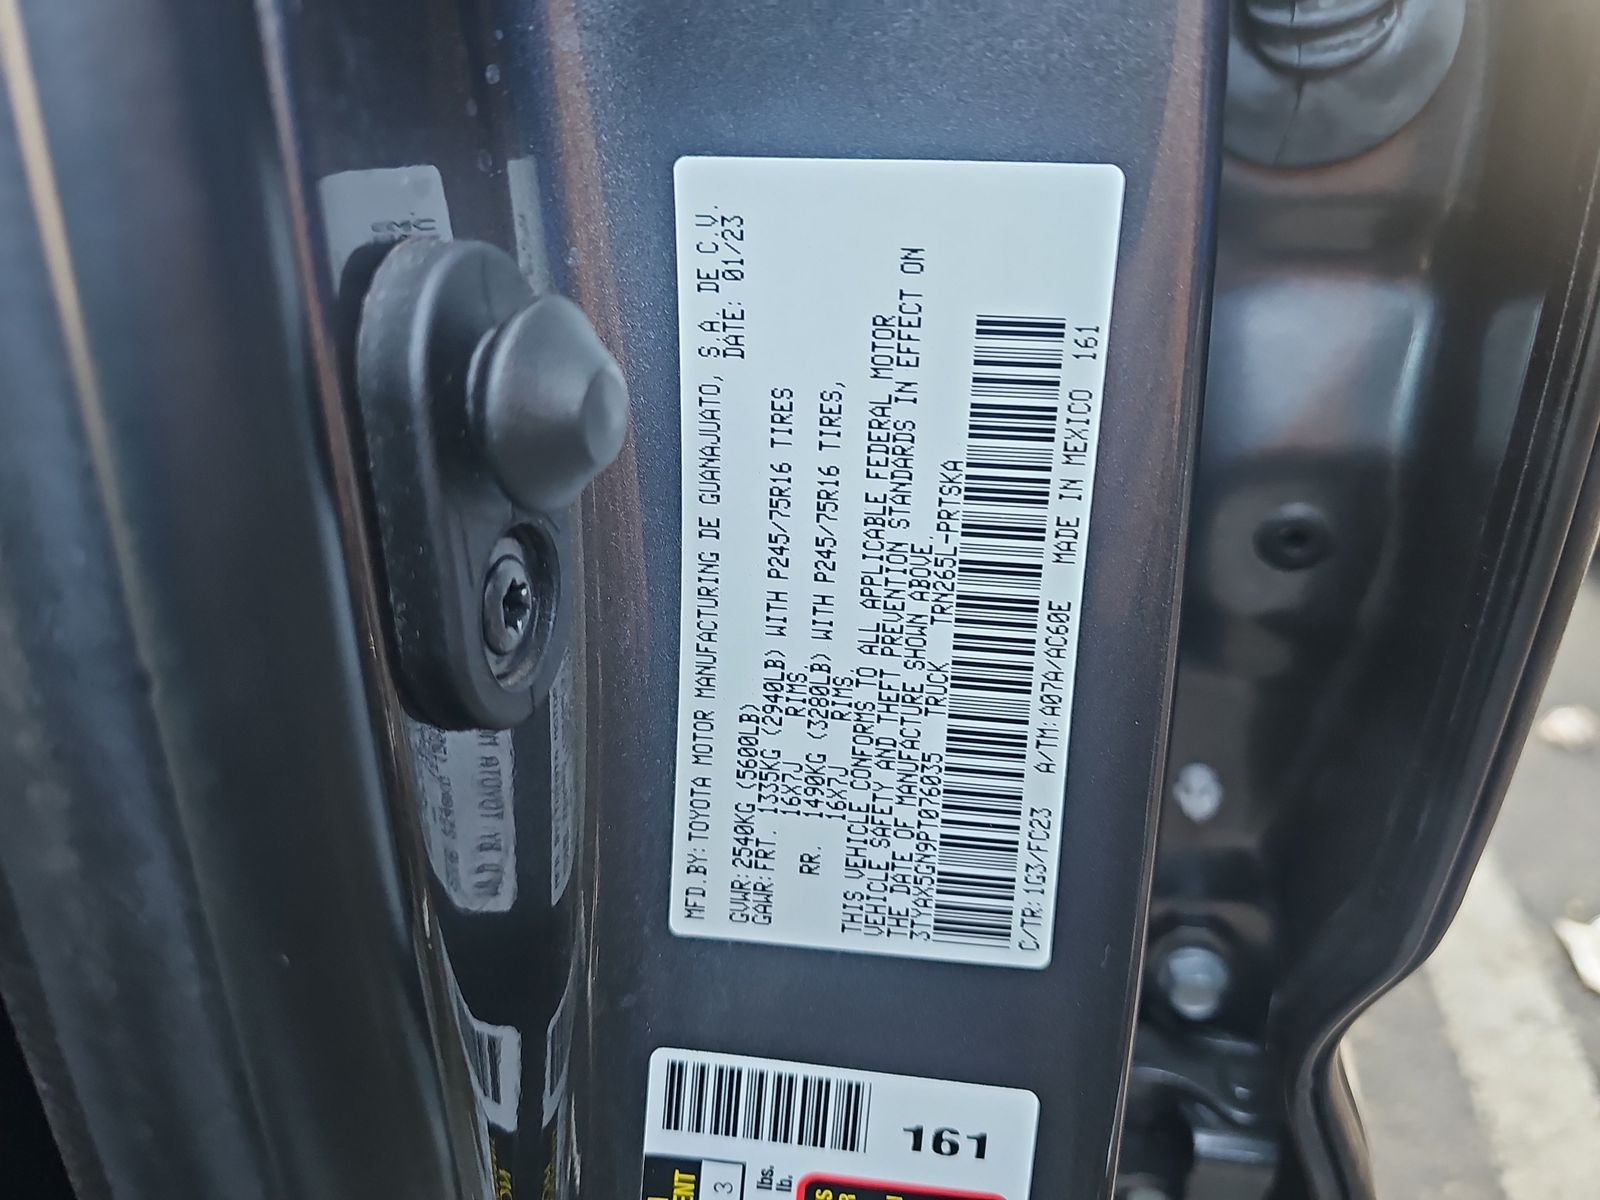 MFD.BY:TOYOTA MOTOR MANUFACTURING DE GUANAJUATO, S.A. DE C.V.
DATE: 01/23
GVWR:2540KG (5600LB)
GAWR:FRT. 1335KG (2940LB) WITH P245/75R16 TIRES
16X7J RIMS,
RR. 1490KG (3280LB) WITH P245/75R16 TIRES,
16X7J RIMS.
THIS VEHICLE CONFORMS TO ALL APPLICABLE FEDERAL MOTOR
VEHICLE SAFETY AND THEFT PREVENTION STANDARDS IN EFFECT ON
THE DATE OF MANUFACTURE SHOWN ABOVE.
3TYAX5GN9PT076035 TRUCK TRN265L-PRTSKA
C/TR:1G3/FC23 A/TM:A07A/AC60E MADE IN MEXICO 161
161
3
lbs.
lb.